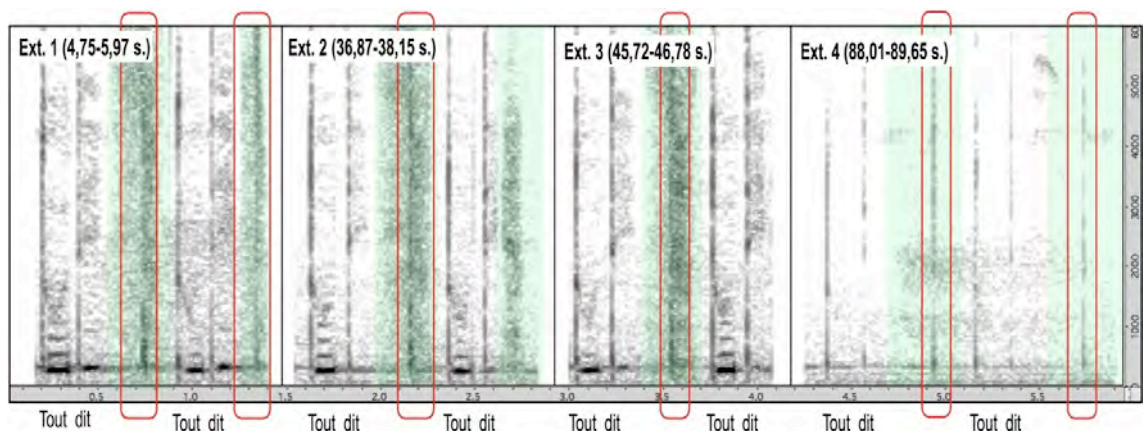 Ext. 1 (4,75-5,97 s.) Ext. 2 (36,87-38,15 s.) Ext. 3 (45,72-46,78 s.) Ext. 4 (88,01-89,65 s.)
60
5000
4000
3000
2000
1000
0.5 1.0 1.5 2.0 2.5 3.0 3.5 4.0 4.5 5.0 5.5
Tout dit Tout dit Tout dit Tout dit Tout dit Tout dit Tout dit Tout dit